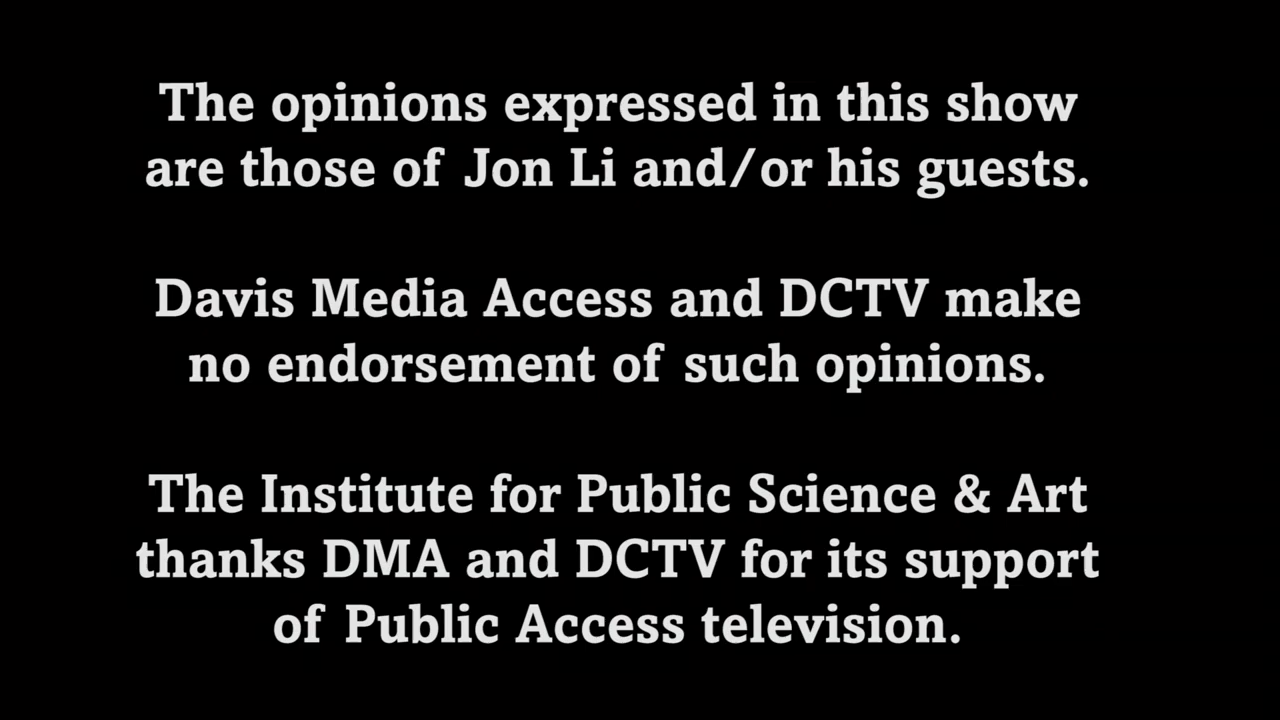 The opinions expressed in this show
are those of Jon Li and/or his guests.
Davis Media Access and DCTV make
no endorsement of such opinions.
The Institute for Public Science & Art
thanks DMA and DCTV for its support
of Public Access television.